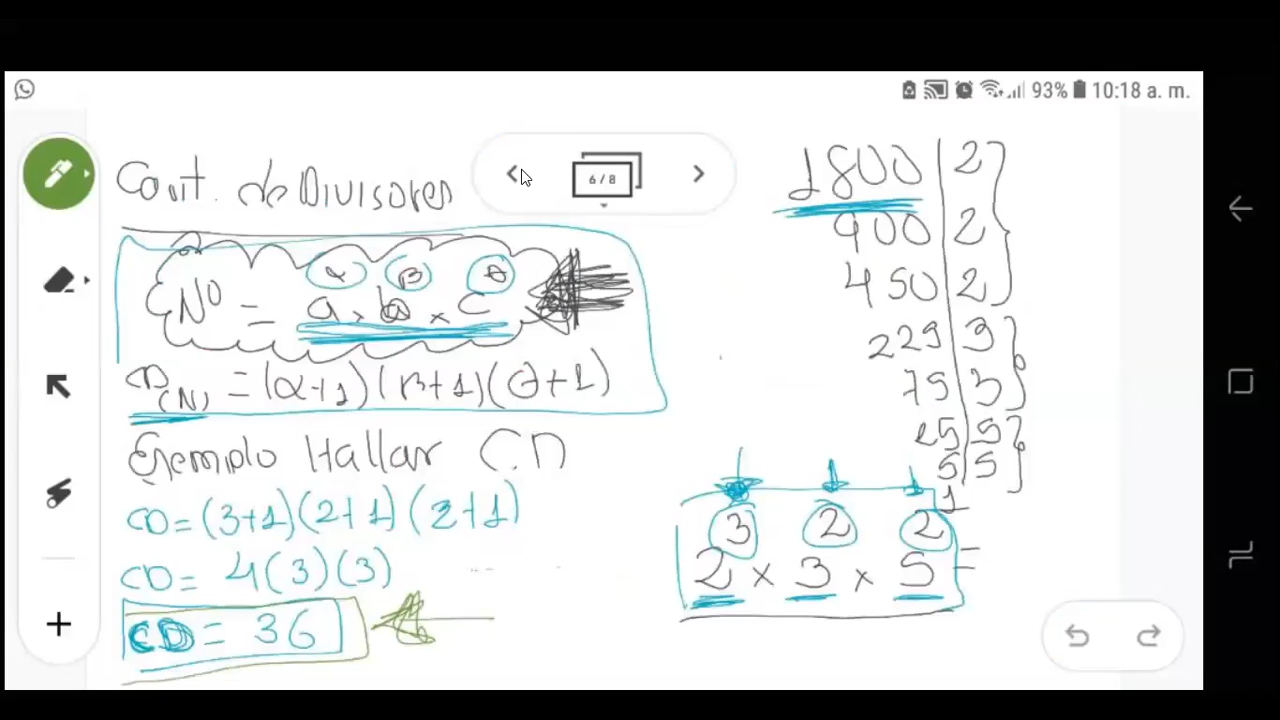 93% 10:18 a. m.
Cant. de Divisores
6 / 8
N° = a^α × b^β × c^θ
CD(N) = (α+1)(β+1)(θ+1)
Ejemplo Hallar C.D
CD = (3+1)(2+1)(2+1)
CD = 4(3)(3)
CD = 36
1800 | 2
900 | 2
450 | 2
225 | 3
75 | 3
25 | 5
5 | 5
1
2^3 × 3^2 × 5^2 =